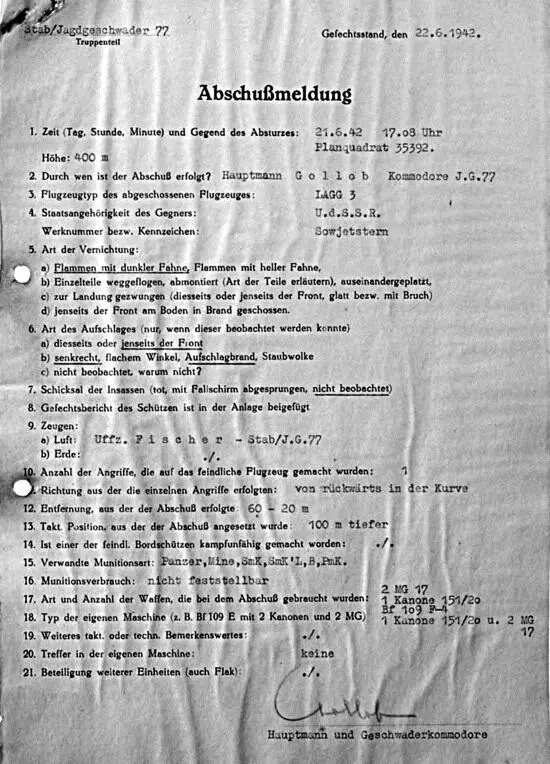 Stab/Jagdgeschwader 77
Truppenteil
Gefechtsstand, den 22.6.1942.
Abschußmeldung
1. Zeit (Tag, Stunde, Minute) und Gegend des Absturzes: 21.6.42 17.08 Uhr
Planquadrat 35392.
Höhe: 400 m
2. Durch wen ist der Abschuß erfolgt? Hauptmann G o l l o b Kommodore J.G.77
3. Flugzeugtyp des abgeschossenen Flugzeuges: LAGG 3
4. Staatsangehörigkeit des Gegners: U.d.S.S.R.
Werknummer bezw. Kennzeichen: Sowjetstern
5. Art der Vernichtung:
a) Flammen mit dunkler Fahne, Flammen mit heller Fahne,
b) Einzelteile weggeflogen, abmontiert (Art der Teile erläutern), auseinandergeplatzt,
c) zur Landung gezwungen (diesseits oder jenseits der Front, glatt bezw. mit Bruch)
d) jenseits der Front am Boden in Brand geschossen.
6. Art des Aufschlages (nur, wenn dieser beobachtet werden konnte)
a) diesseits oder jenseits der Front
b) senkrecht, flachem Winkel, Aufschlagbrand, Staubwolke
c) nicht beobachtet, warum nicht?
7. Schicksal der Insassen (tot, mit Fallschirm abgesprungen, nicht beobachtet)
8. Gefechtsbericht des Schützen ist in der Anlage beigefügt
9. Zeugen:
a) Luft: Uffz. F i s c h e r - Stab/J.G.77
b) Erde: ./.
10. Anzahl der Angriffe, die auf das feindliche Flugzeug gemacht wurden: 1
. Richtung aus der die einzelnen Angriffe erfolgten: von rückwärts in der Kurve
12. Entfernung, aus der der Abschuß erfolgte: 60 - 20 m
13. Takt. Position, aus der der Abschuß angesetzt wurde: 100 m tiefer
14. Ist einer der feindl. Bordschützen kampfunfähig gemacht worden: ./.
15. Verwandte Munitionsart: Panzer,Mine,SmK,SmK'L,B,PmK.
16. Munitionsverbrauch: nicht feststellbar
2 MG 17
17. Art und Anzahl der Waffen, die bei dem Abschuß gebraucht wurden: 1 Kanone 151/20
Bf 109 F-4
18. Typ der eigenen Maschine (z. B. Bf 109 E mit 2 Kanonen und 2 MG) 1 Kanone 151/20 u. 2 MG
17
19. Weiteres takt. oder techn. Bemerkenswertes: ./.
20. Treffer in der eigenen Maschine: keine
21. Beteiligung weiterer Einheiten (auch Flak): ./.
Gollob
Hauptmann und Geschwaderkommodore